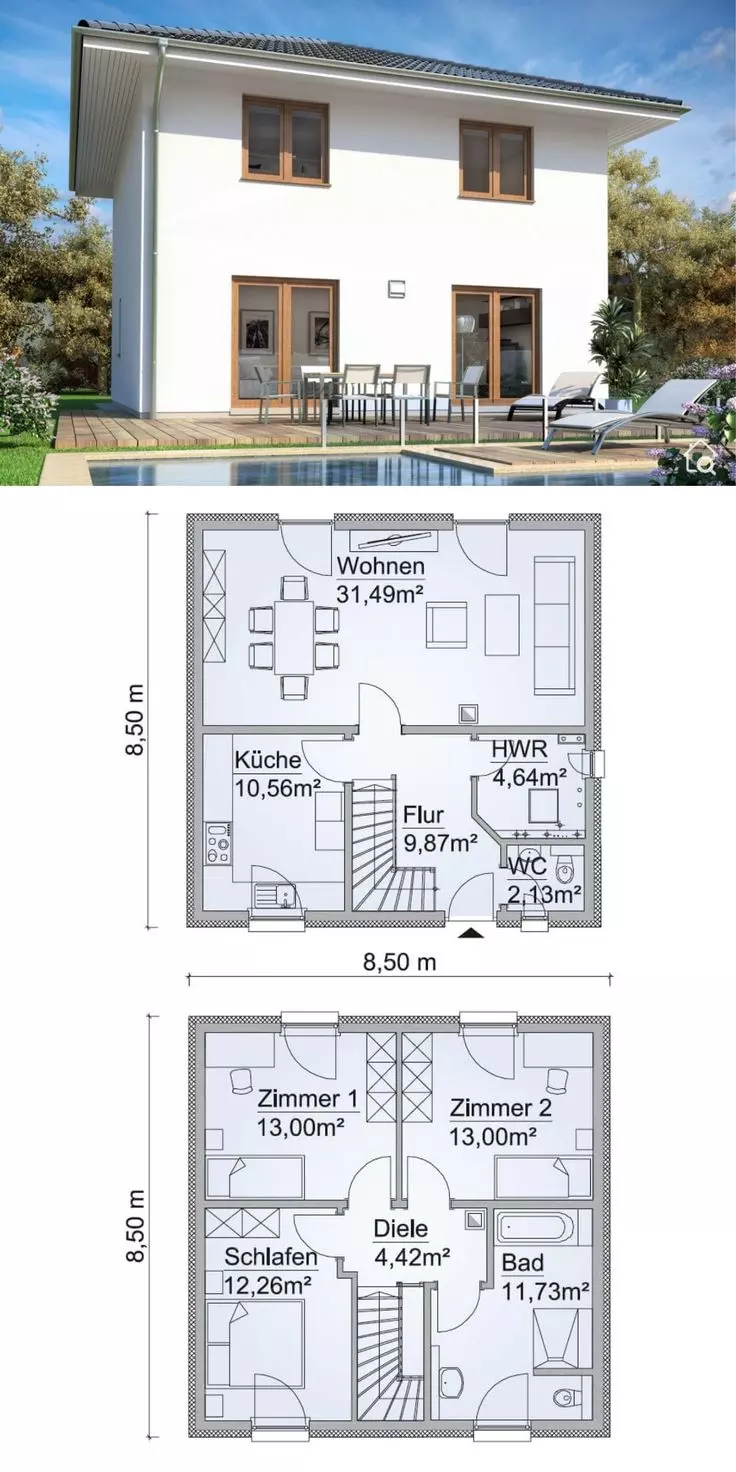 Wohnen
31,49m²
8,50 m
Küche
10,56m²
HWR
4,64m²
Flur
9,87m²
WC
2,13m²
8,50 m
Zimmer 1
13,00m²
Zimmer 2
13,00m²
8,50 m
Diele
4,42m²
Schlafen
12,26m²
Bad
11,73m²